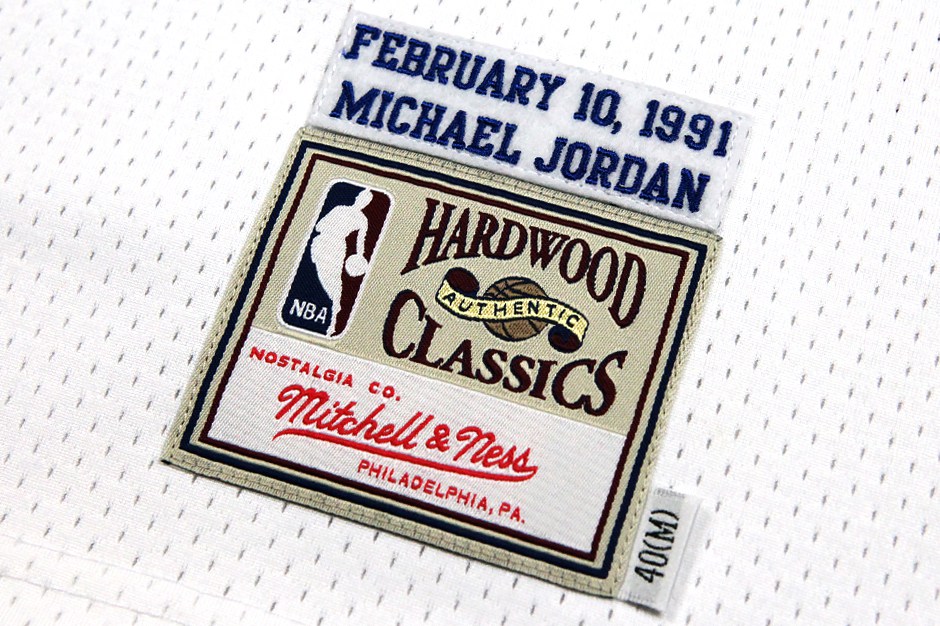 FEBRUARY 10, 1991
MICHAEL JORDAN
NBA
HARDWOOD
AUTHENTIC
CLASSICS
NOSTALGIA CO.
Mitchell & Ness
PHILADELPHIA, PA.
40(M)